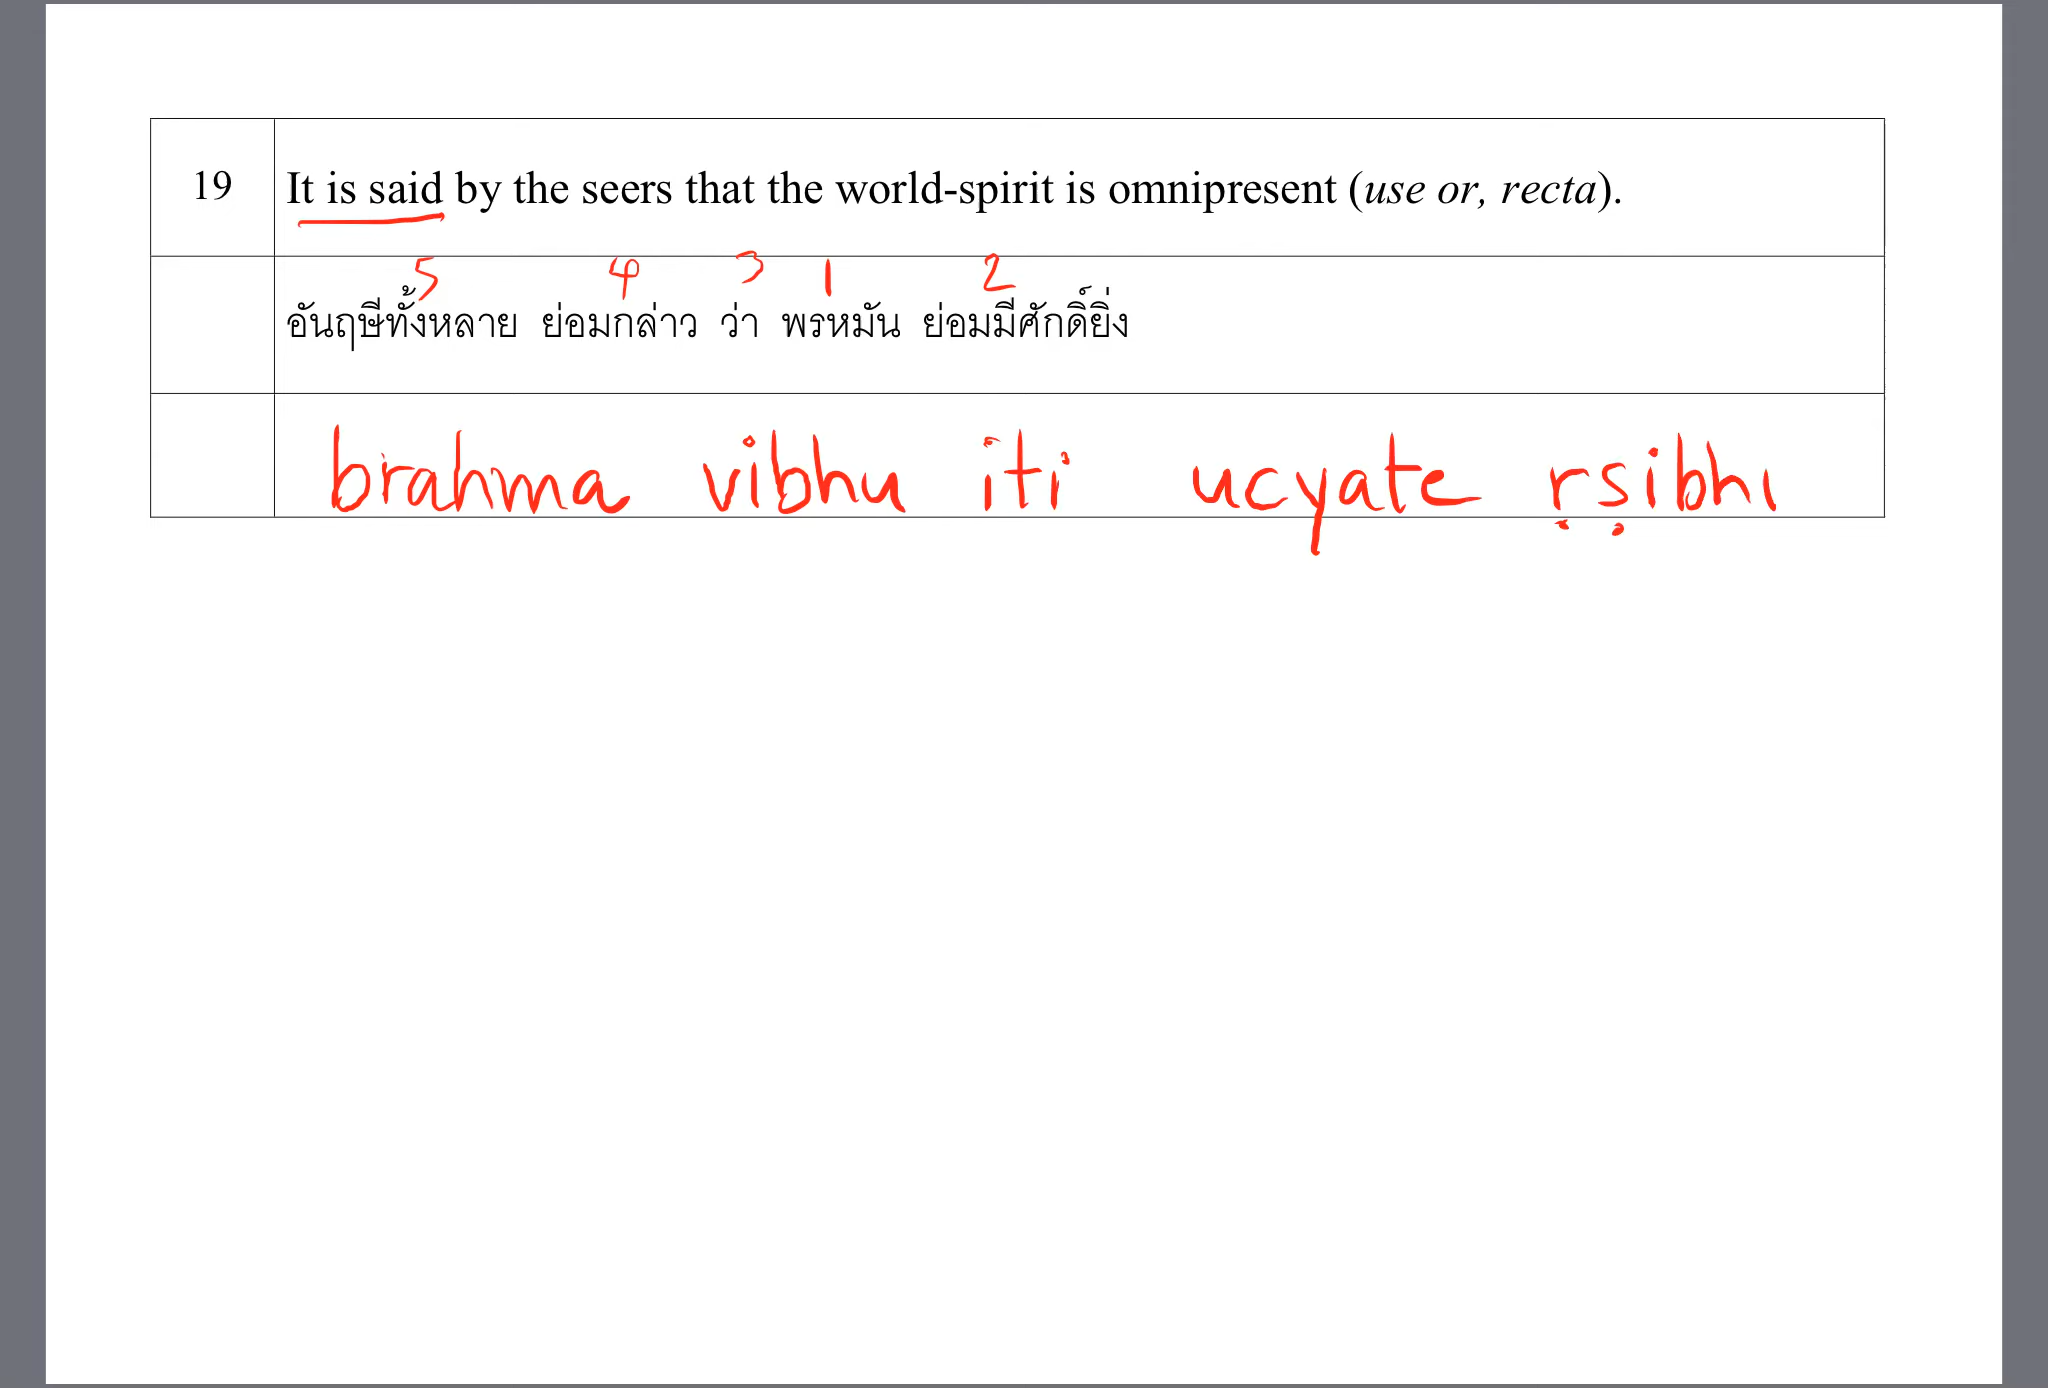 19 It is said by the seers that the world-spirit is omnipresent (use or, recta).
5 4 3 1 2
อันฤษีทั้งหลาย ย่อมกล่าว ว่า พรหมัน ย่อมมีศักดิ์ยิ่ง
brahma vibhu iti ucyate ṛṣibhi